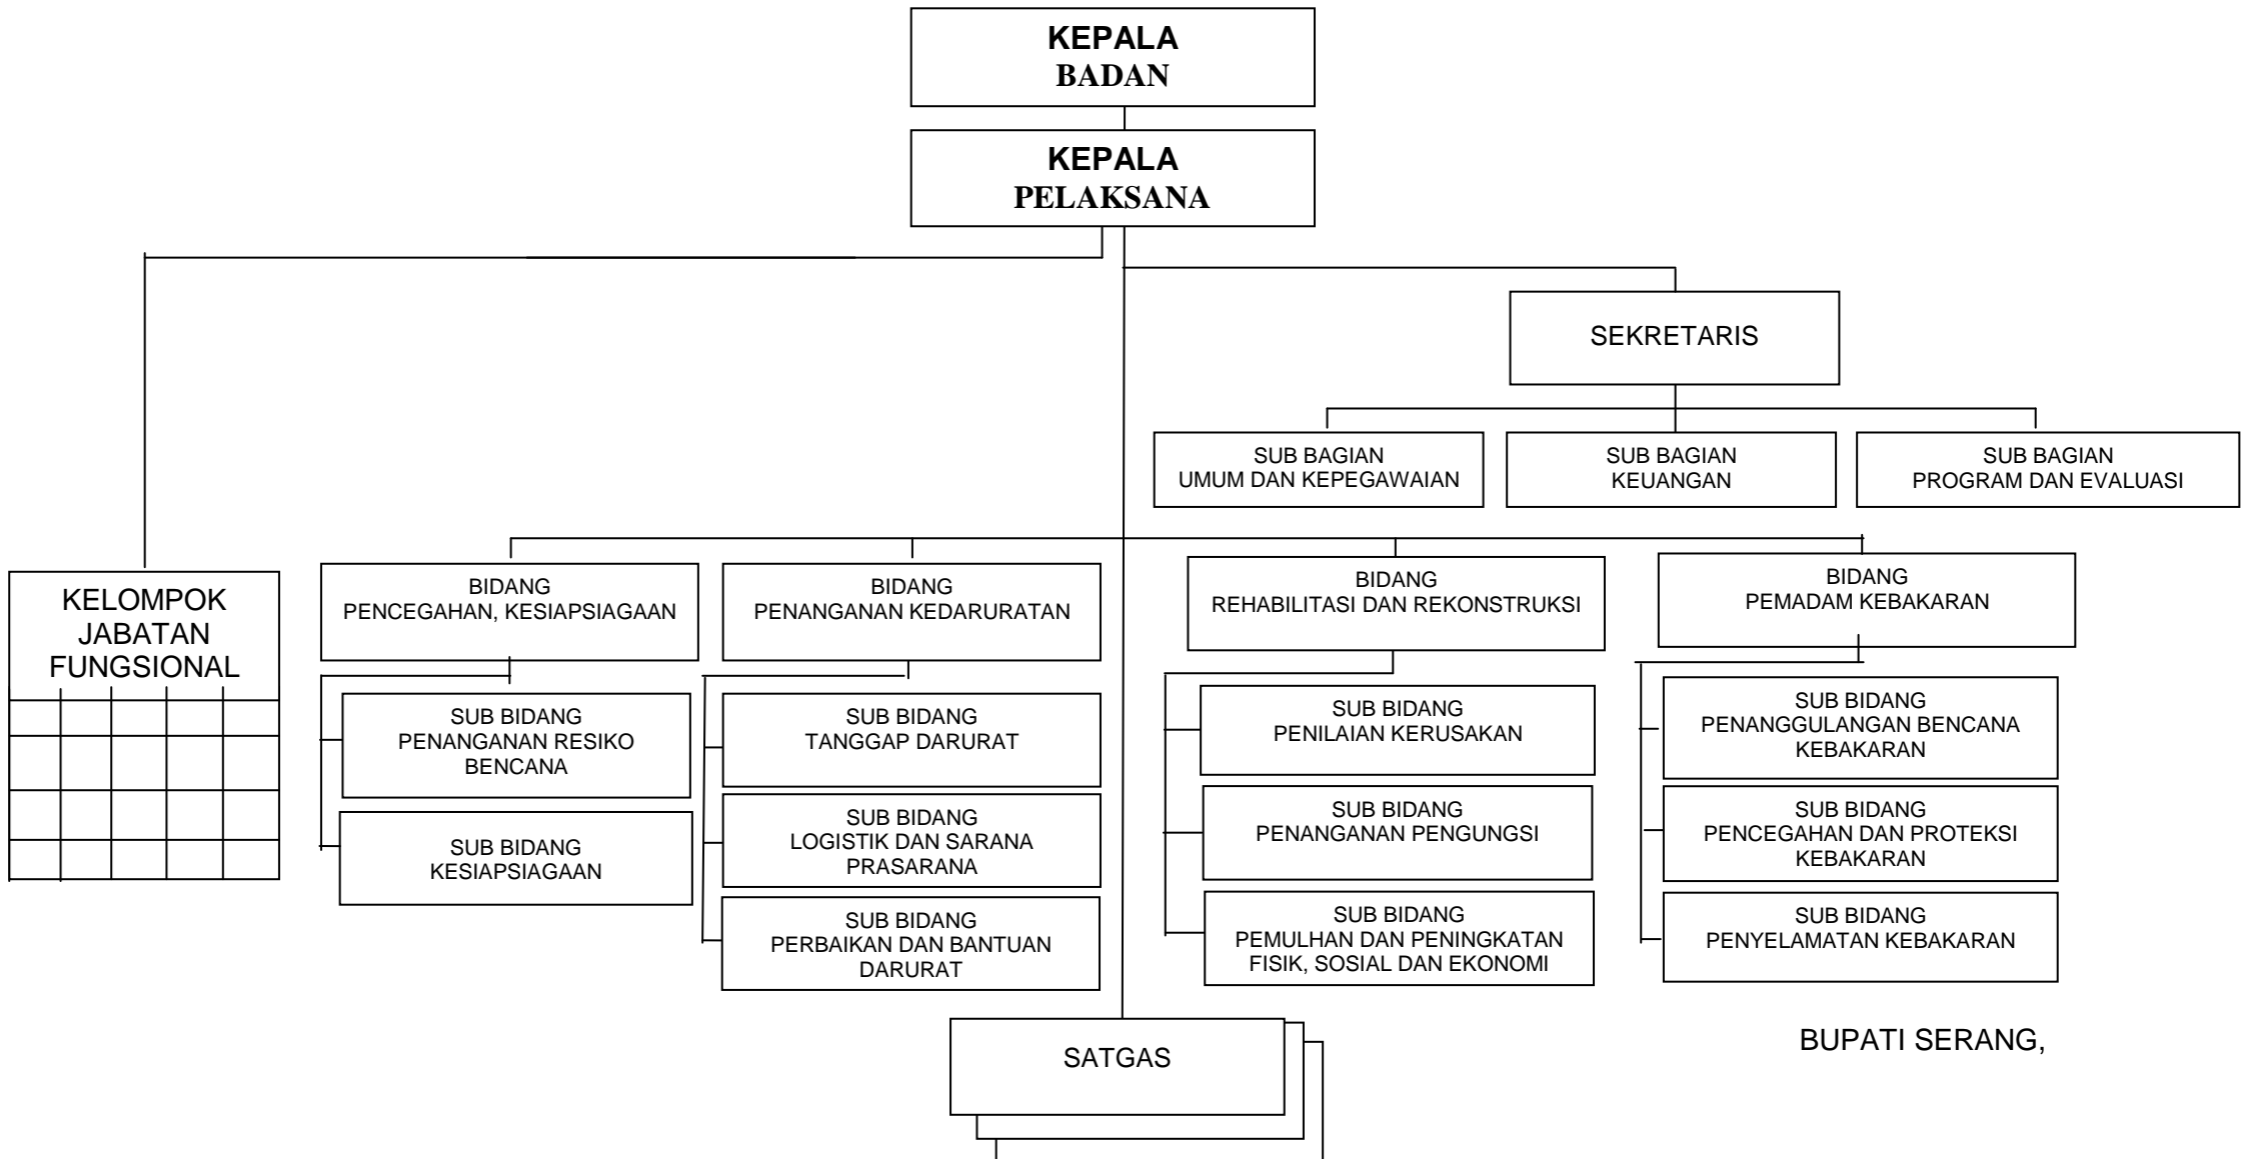 KEPALA
BADAN
KEPALA
PELAKSANA
SEKRETARIS
SUB BAGIAN
UMUM DAN KEPEGAWAIAN
SUB BAGIAN
KEUANGAN
SUB BAGIAN
PROGRAM DAN EVALUASI
KELOMPOK
JABATAN
FUNGSIONAL
BIDANG
PENCEGAHAN, KESIAPSIAGAAN
SUB BIDANG
PENANGANAN RESIKO
BENCANA
SUB BIDANG
KESIAPSIAGAAN
BIDANG
PENANGANAN KEDARURATAN
SUB BIDANG
TANGGAP DARURAT
SUB BIDANG
LOGISTIK DAN SARANA
PRASARANA
SUB BIDANG
PERBAIKAN DAN BANTUAN
DARURAT
BIDANG
REHABILITASI DAN REKONSTRUKSI
SUB BIDANG
PENILAIAN KERUSAKAN
SUB BIDANG
PENANGANAN PENGUNGSI
SUB BIDANG
PEMULHAN DAN PENINGKATAN
FISIK, SOSIAL DAN EKONOMI
BIDANG
PEMADAM KEBAKARAN
SUB BIDANG
PENANGGULANGAN BENCANA
KEBAKARAN
SUB BIDANG
PENCEGAHAN DAN PROTEKSI
KEBAKARAN
SUB BIDANG
PENYELAMATAN KEBAKARAN
SATGAS
BUPATI SERANG,